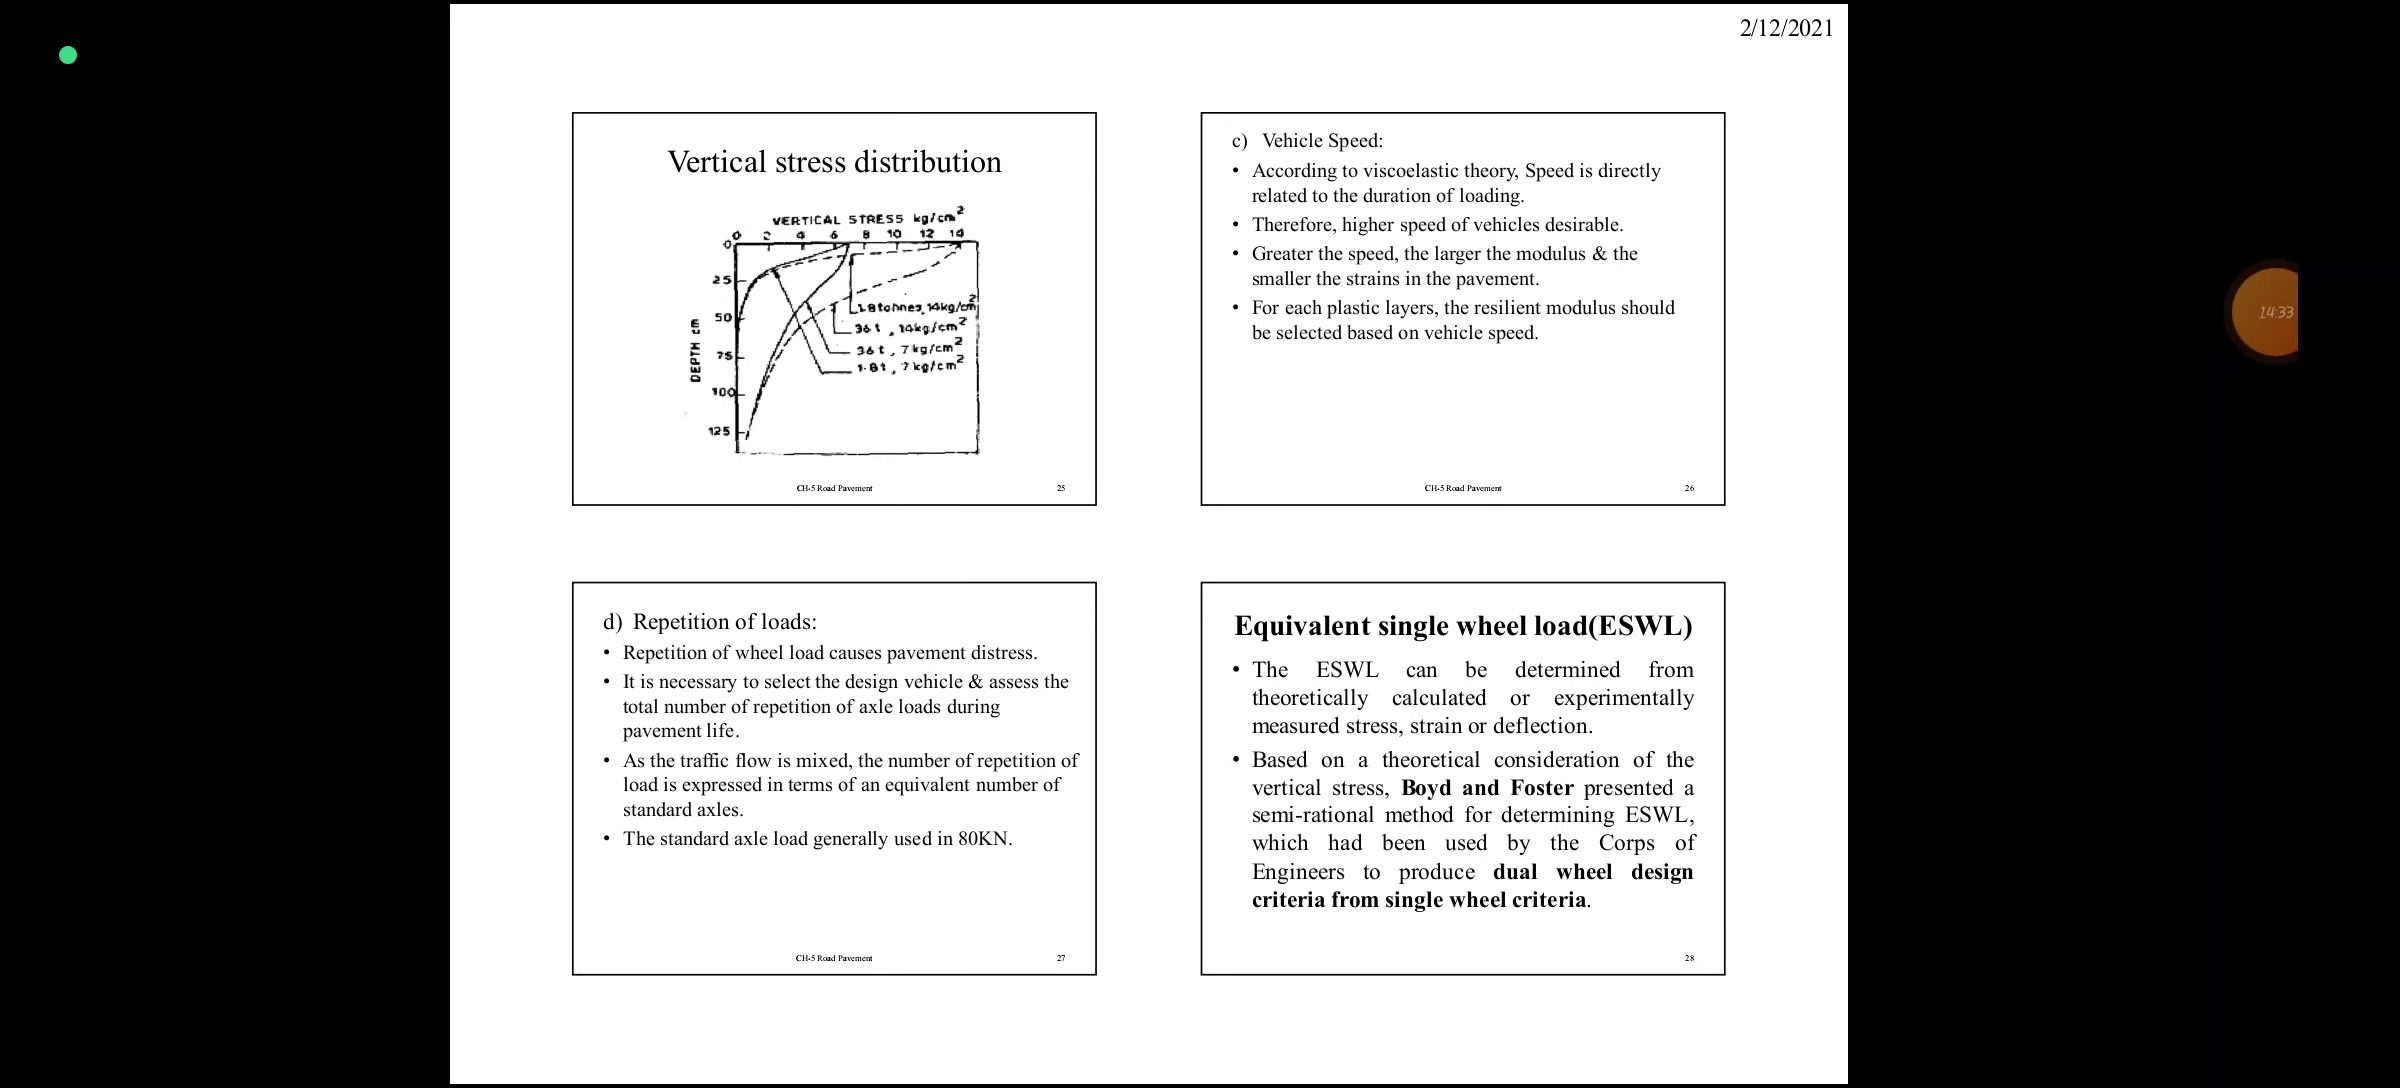 2/12/2021
Vertical stress distribution
VERTICAL STRESS kg/cm²
0 2 4 6 8 10 12 14
0
25
50
75
100
125
DEPTH cm
1.8 tonnes, 14kg/cm²
36 t , 14kg/cm²
36 t , 7 kg/cm²
1.8t , 7 kg/cm²
CH-5 Road Pavement 25
c) Vehicle Speed:
• According to viscoelastic theory, Speed is directly
related to the duration of loading.
• Therefore, higher speed of vehicles desirable.
• Greater the speed, the larger the modulus & the
smaller the strains in the pavement.
• For each plastic layers, the resilient modulus should
be selected based on vehicle speed.
CH-5 Road Pavement 26
d) Repetition of loads:
• Repetition of wheel load causes pavement distress.
• It is necessary to select the design vehicle & assess the
total number of repetition of axle loads during
pavement life.
• As the traffic flow is mixed, the number of repetition of
load is expressed in terms of an equivalent number of
standard axles.
• The standard axle load generally used in 80KN.
CH-5 Road Pavement 27
Equivalent single wheel load(ESWL)
• The ESWL can be determined from
theoretically calculated or experimentally
measured stress, strain or deflection.
• Based on a theoretical consideration of the
vertical stress, Boyd and Foster presented a
semi-rational method for determining ESWL,
which had been used by the Corps of
Engineers to produce dual wheel design
criteria from single wheel criteria.
28
14:33